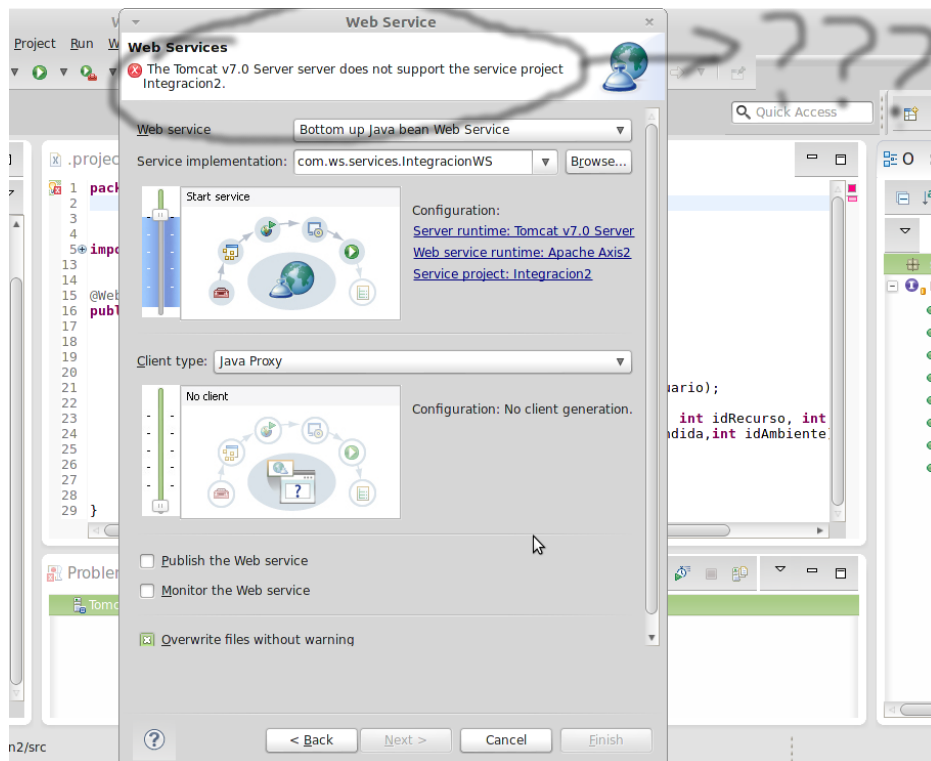 Web Service
Project Run W
Web Services
The Tomcat v7.0 Server server does not support the service project
Integracion2.
? ? ?
Quick Access
Web service
Bottom up Java bean Web Service
Service implementation:
com.ws.services.IntegracionWS
Browse...
.projec
O
Start service
Configuration:
Server runtime: Tomcat v7.0 Server
Web service runtime: Apache Axis2
Service project: Integracion2
1 pack
2
3
4
5 impo
13
14
15 @Web
16 publ
17
18
19
20
21 uario);
22
23 int idRecurso, int
24 ndida,int idAmbiente
25
26
27
28
29 }
Client type:
Java Proxy
No client
Configuration: No client generation.
?
Publish the Web service
Monitor the Web service
Overwrite files without warning
Problem
Tomc
?
< Back
Next >
Cancel
Finish
n2/src